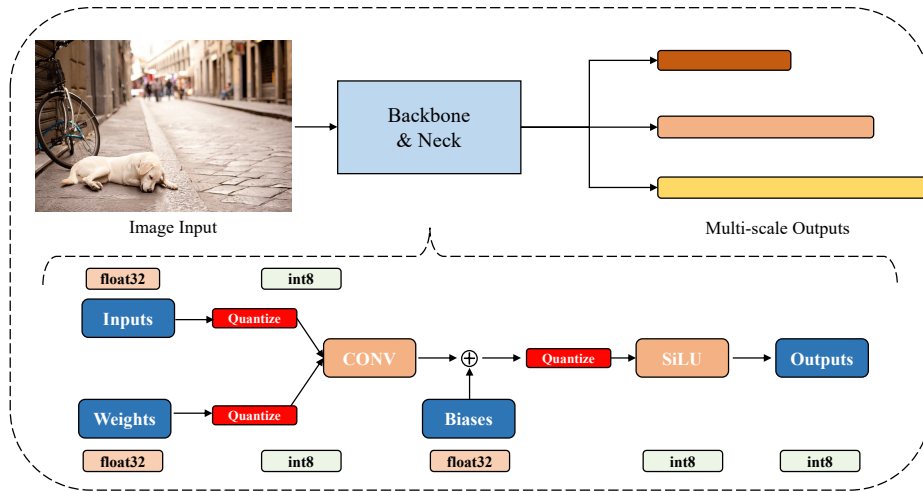 Backbone
& Neck
Image Input
Multi-scale Outputs
float32
int8
Inputs
Quantize
CONV
Quantize
SiLU
Outputs
Weights
Quantize
Biases
float32
int8
float32
int8
int8